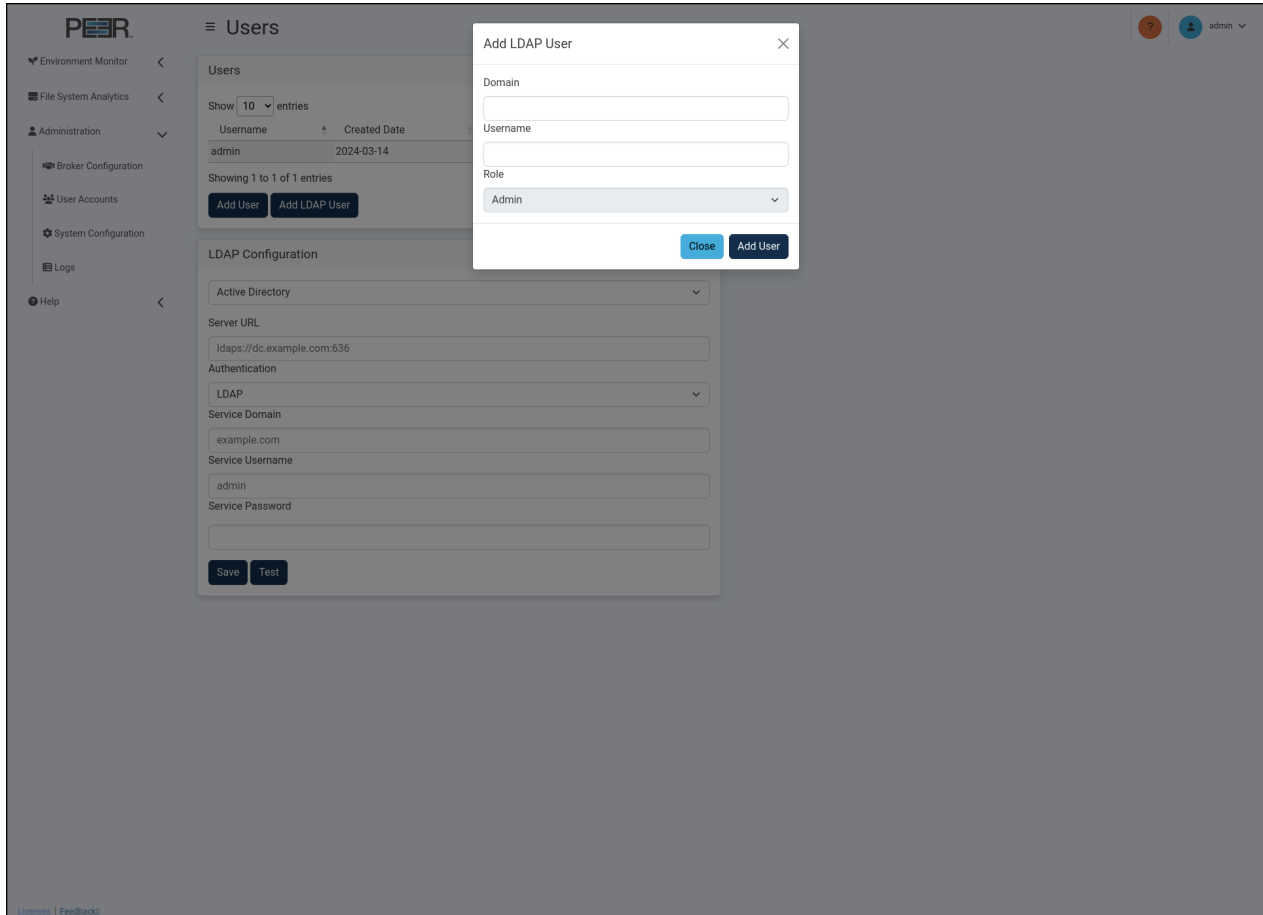 PEER.
≡ Users
? admin
Environment Monitor
File System Analytics
Administration
Broker Configuration
User Accounts
System Configuration
Logs
Help
Users
Show 10 entries
Username Created Date
admin 2024-03-14
Showing 1 to 1 of 1 entries
Add User Add LDAP User
LDAP Configuration
Active Directory
Server URL
ldaps://dc.example.com:636
Authentication
LDAP
Service Domain
example.com
Service Username
admin
Service Password
Save Test
Add LDAP User
Domain
Username
Role
Admin
Close Add User
Licenses | Feedbacks